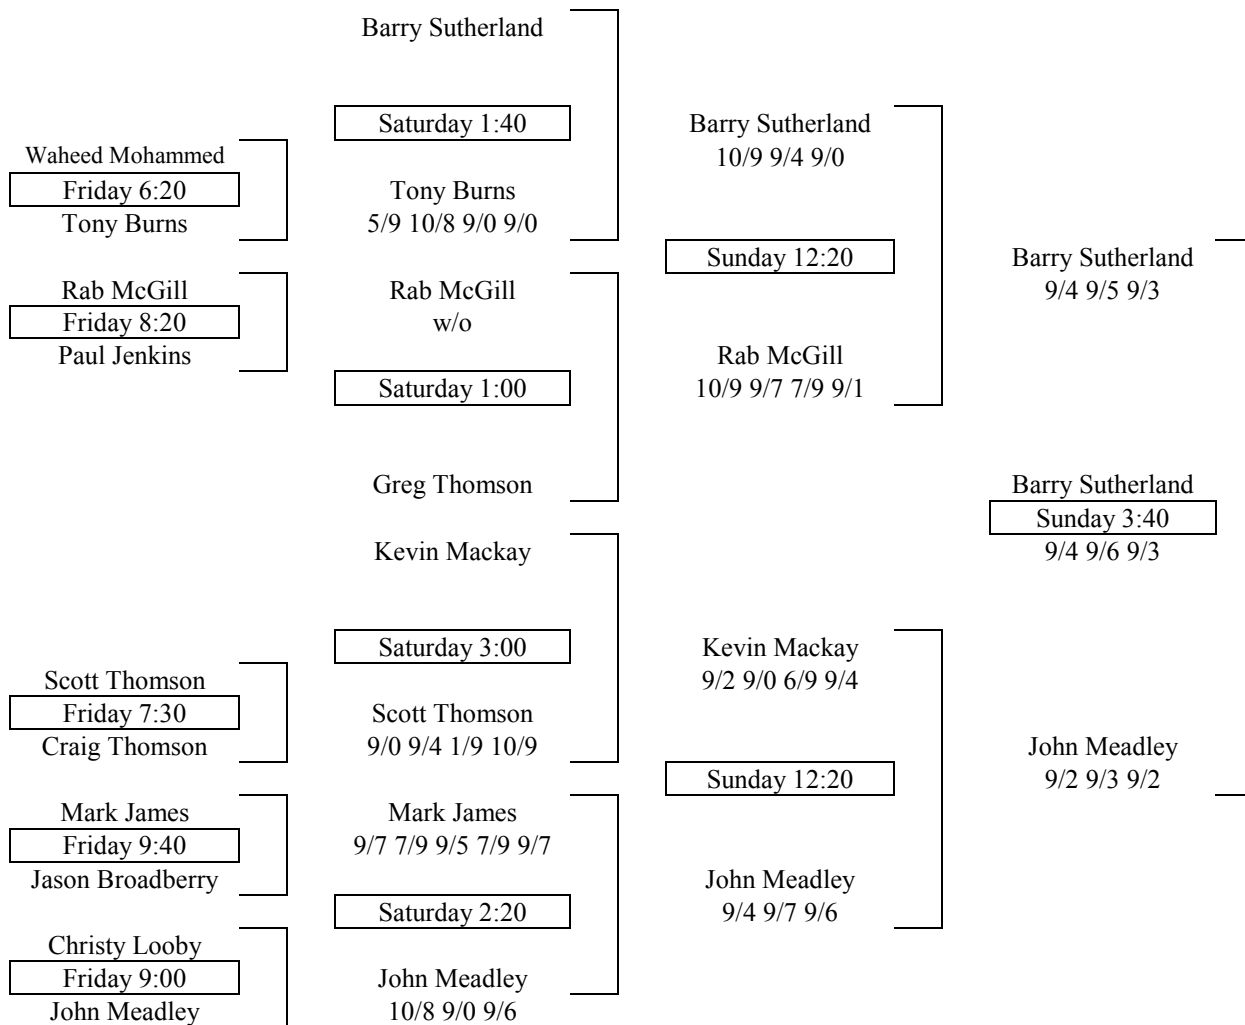 Barry Sutherland
Saturday 1:40
Barry Sutherland
Waheed Mohammed
10/9 9/4 9/0
Friday 6:20
Tony Burns
Tony Burns
5/9 10/8 9/0 9/0
Sunday 12:20
Barry Sutherland
Rab McGill
Rab McGill
9/4 9/5 9/3
Friday 8:20
w/o
Paul Jenkins
Rab McGill
Saturday 1:00
10/9 9/7 7/9 9/1
Greg Thomson
Barry Sutherland
Sunday 3:40
Kevin Mackay
9/4 9/6 9/3
Saturday 3:00
Kevin Mackay
Scott Thomson
9/2 9/0 6/9 9/4
Friday 7:30
Scott Thomson
Craig Thomson
9/0 9/4 1/9 10/9
John Meadley
Sunday 12:20
9/2 9/3 9/2
Mark James
Mark James
Friday 9:40
9/7 7/9 9/5 7/9 9/7
Jason Broadberry
John Meadley
Saturday 2:20
9/4 9/7 9/6
Christy Looby
Friday 9:00
John Meadley
John Meadley
10/8 9/0 9/6